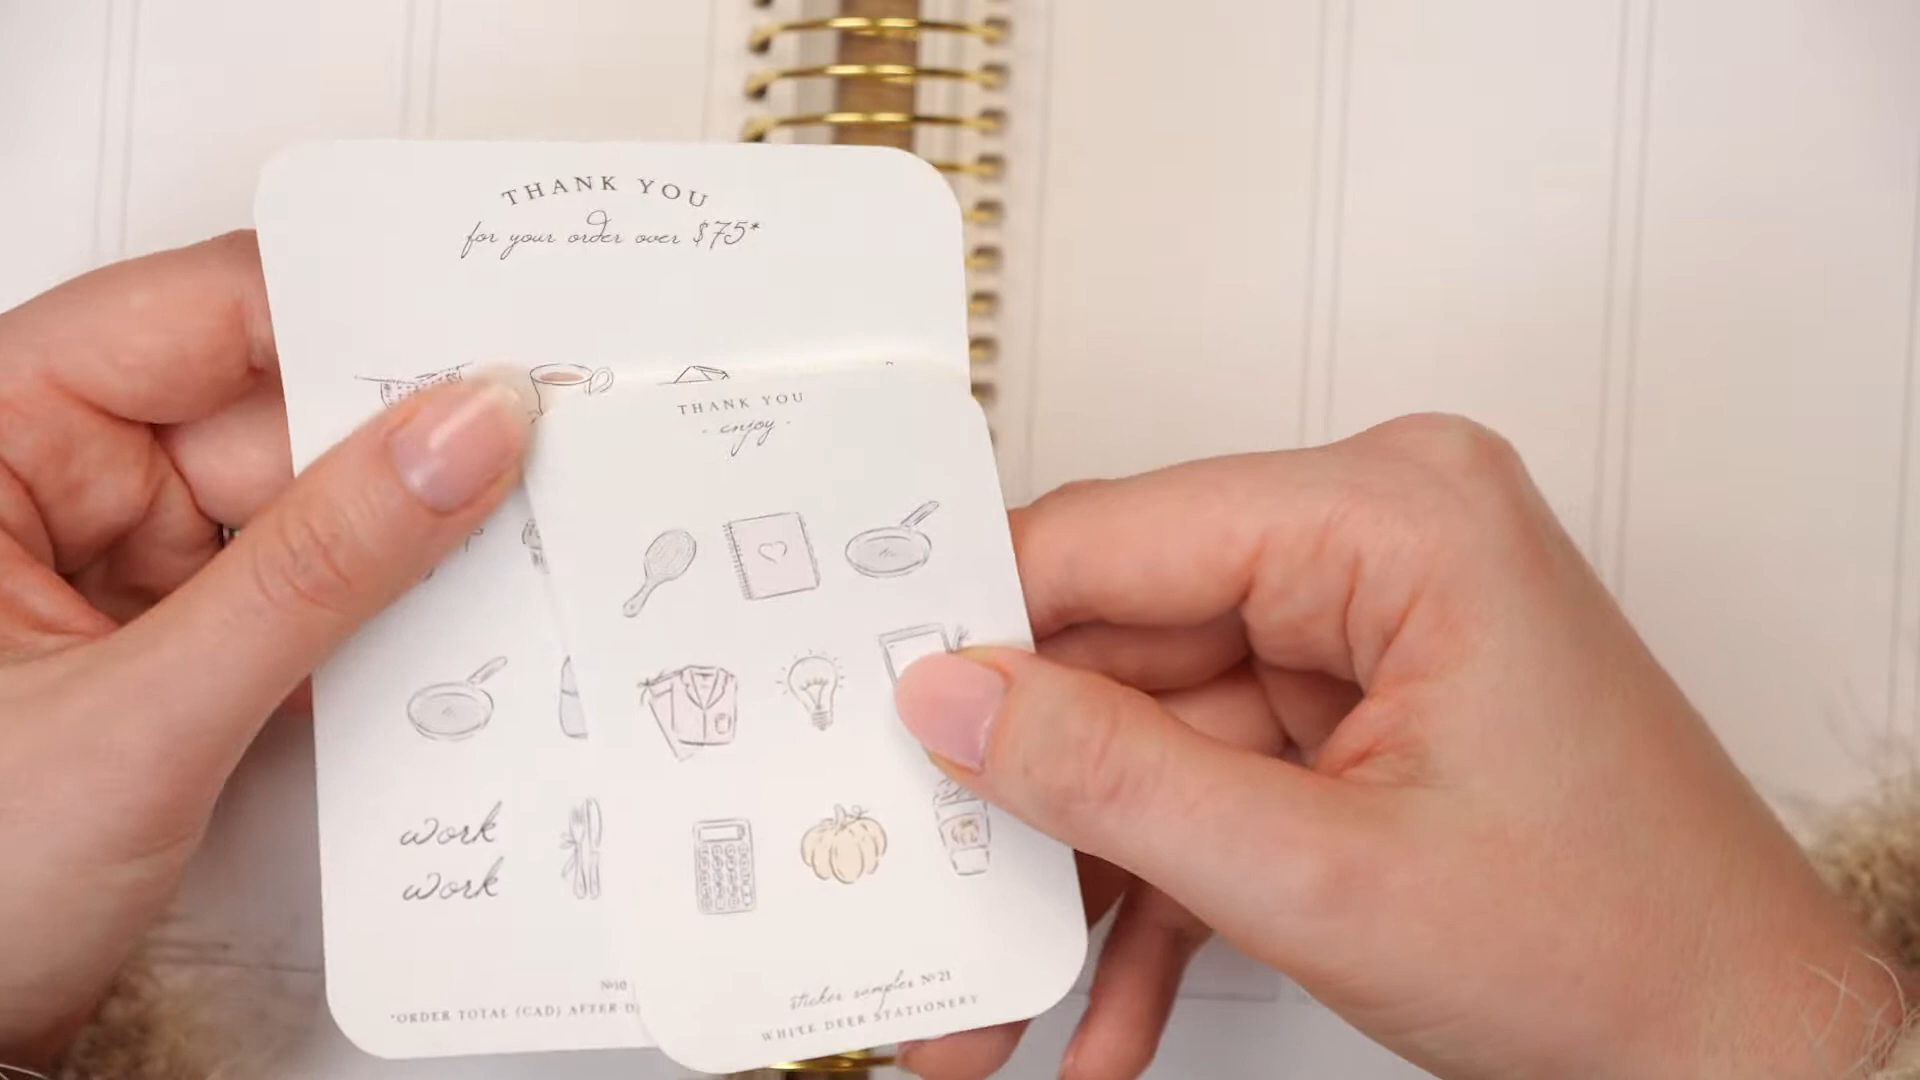 THANK YOU
for your order over $75*
THANK YOU
- enjoy -
work
work
Nº10
*ORDER TOTAL (CAD) AFTER D
sticker sampler Nº21
WHITE DEER STATIONERY